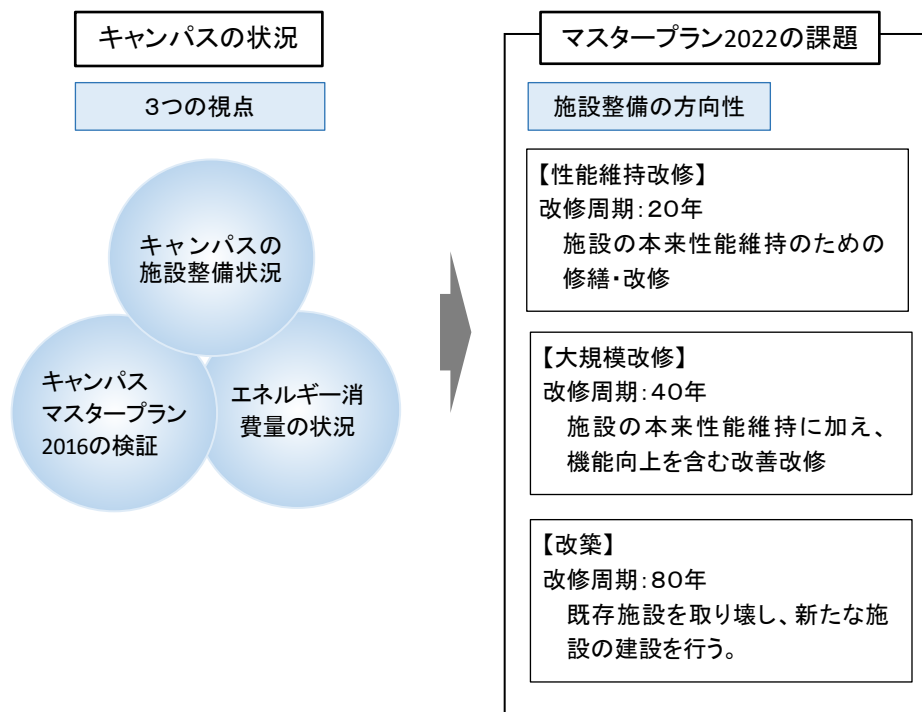 キャンパスの状況
3つの視点
キャンパスの
施設整備状況
キャンパス
マスタープラン
2016の検証
エネルギー消
費量の状況
マスタープラン2022の課題
施設整備の方向性
【性能維持改修】
改修周期：20年
施設の本来性能維持のための
修繕・改修
【大規模改修】
改修周期：40年
施設の本来性能維持に加え、
機能向上を含む改善改修
【改築】
改修周期：80年
既存施設を取り壊し、新たな施
設の建設を行う。